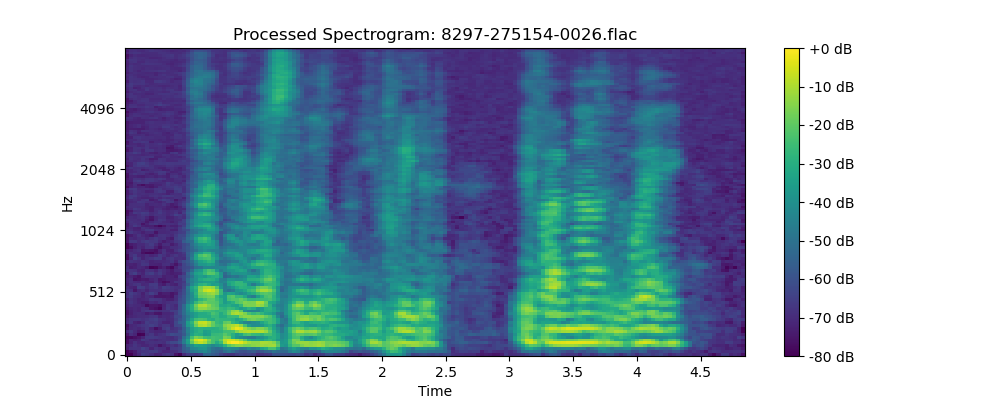 Processed Spectrogram: 8297-275154-0026.flac
+0 dB
-10 dB
4096
-20 dB
-30 dB
2048
Hz
-40 dB
1024
-50 dB
-60 dB
512
-70 dB
0
-80 dB
0 0.5 1 1.5 2 2.5 3 3.5 4 4.5
Time